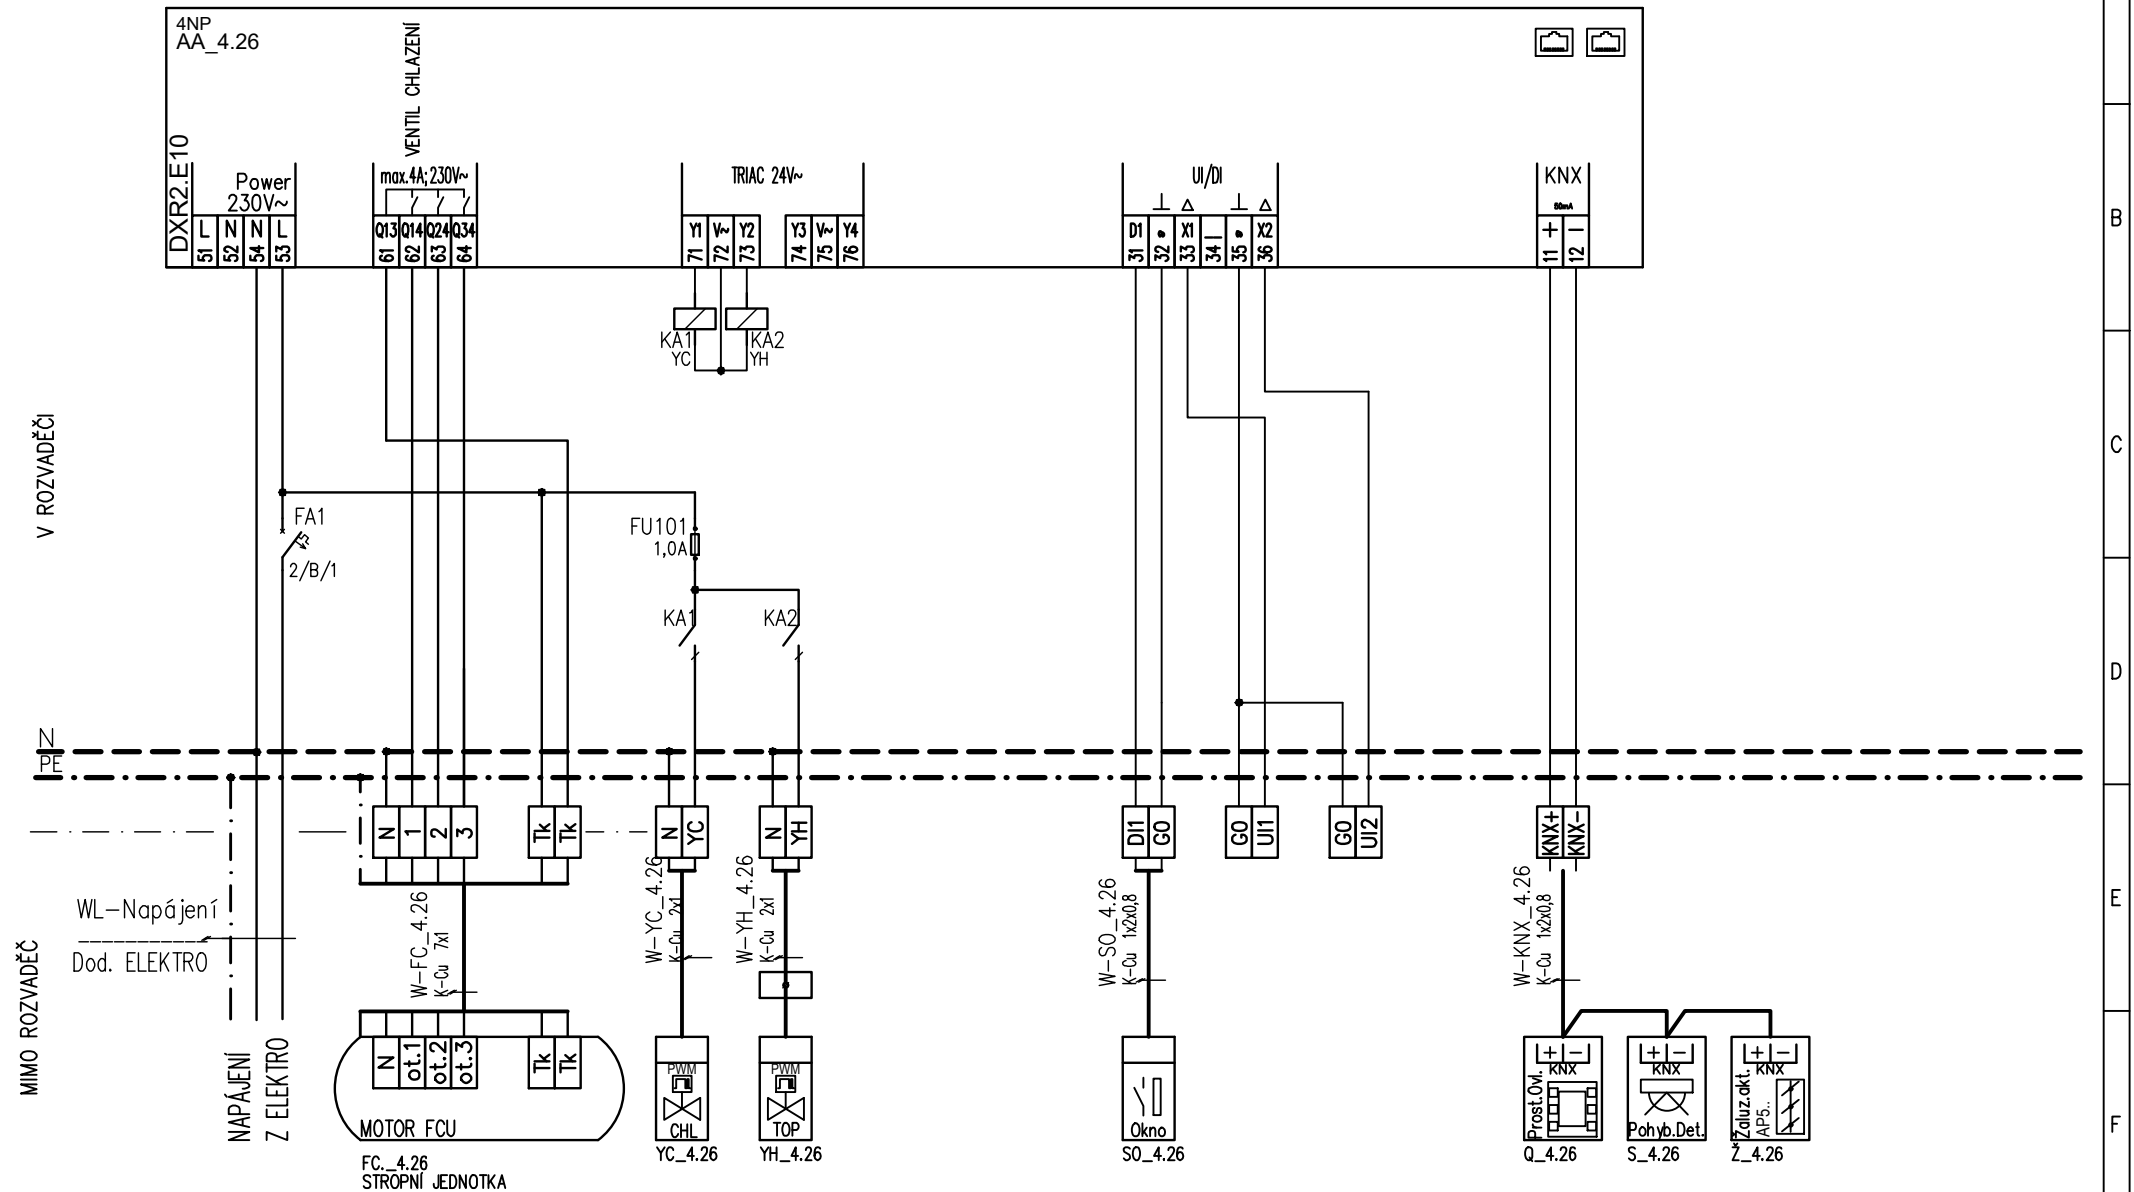 4NP
AA_4.26
VENTIL CHLAZENÍ
DXR2.E10
Power
230V~
max.4A;230V~
TRIAC 24V~
UI/DI
KNX
50mA
L N N L
51 52 54 53
Q13 Q14 Q24 Q34
61 62 63 64
Y1 V~ Y2
71 72 73
Y3 V~ Y4
74 75 76
D1 X1 X2
31 32 33 34 35 36
+ -
11 12
B
KA1
YC
KA2
YH
V ROZVADĚČI
C
FA1
2/B/1
FU101
1,0A
KA1
KA2
D
N
PE
N 1 2 3
Tk Tk
N YC
N YH
DI1 G0
G0 UI1
G0 UI2
KNX+ KNX-
E
WL-Napájení
Dod. ELEKTRO
W-FC_4.26
K-Cu 7x1
W-YC_4.26
K-Cu 2x1
W-YH_4.26
K-Cu 2x1
W-SO_4.26
K-Cu 1x2x0,8
W-KNX_4.26
K-Cu 1x2x0,8
MIMO ROZVADĚČ
NAPÁJENÍ
Z ELEKTRO
N ot.1 ot.2 ot.3
Tk Tk
MOTOR FCU
FC._4.26
STROPNÍ JEDNOTKA
PWM
CHL
YC_4.26
PWM
TOP
YH_4.26
Okno
SO_4.26
+ -
KNX
Prost.Ovl.
Q_4.26
+ -
KNX
Pohyb.Det.
S_4.26
+ -
KNX
*Žaluz.akt.
AP5..
Ž_4.26
F